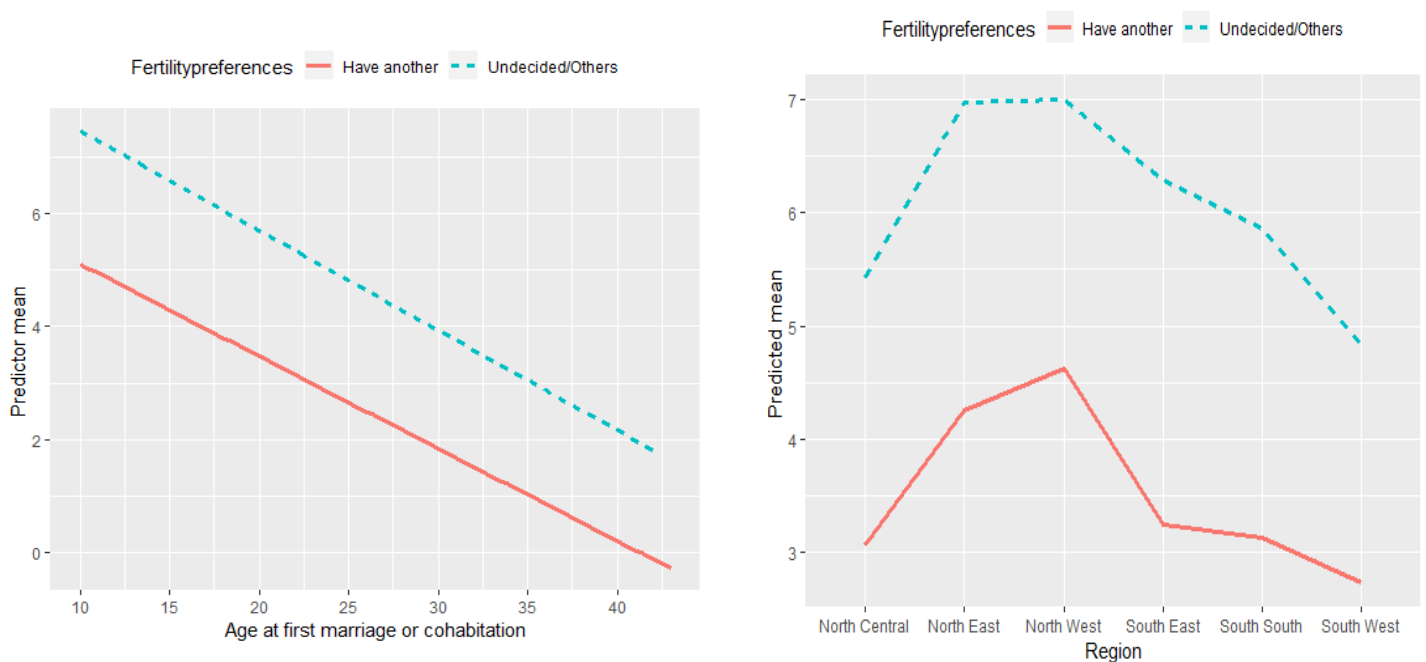 Fertilitypreferences Have another Undecided/Others
Predictor mean
6
4
2
0
10 15 20 25 30 35 40
Age at first marriage or cohabitation
Fertilitypreferences Have another Undecided/Others
Predicted mean
7
6
5
4
3
North Central North East North West South East South South South West
Region